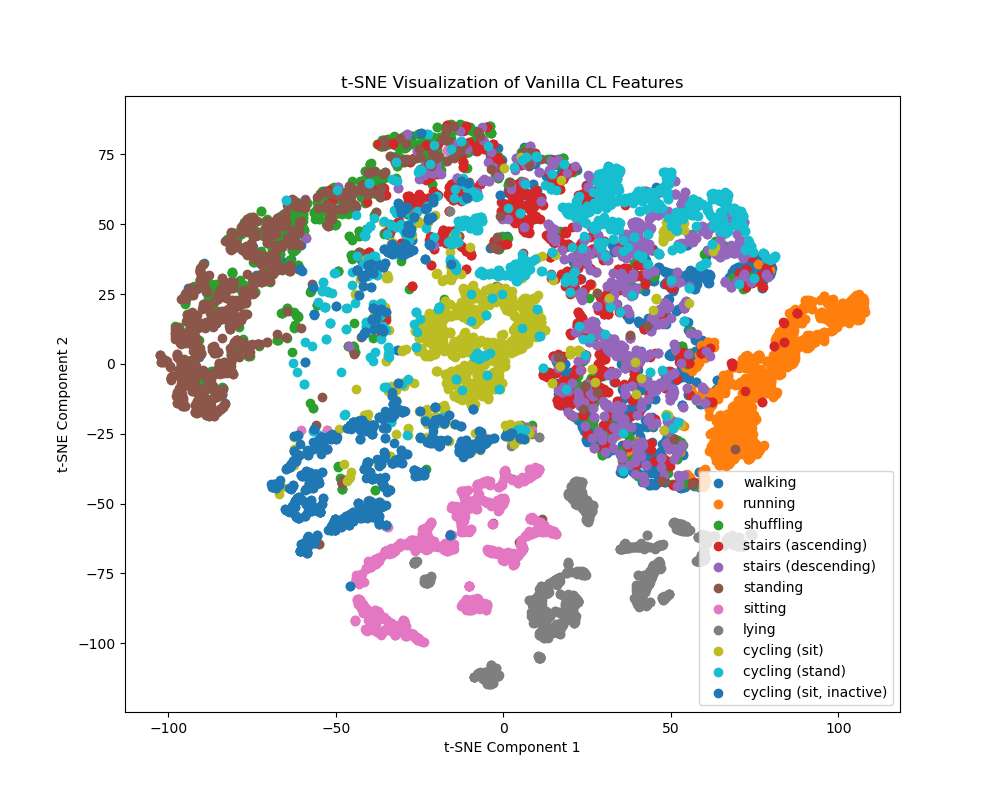 t-SNE Visualization of Vanilla CL Features
t-SNE Component 2
75
50
25
0
−25
−50
−75
−100
walking
running
shuffling
stairs (ascending)
stairs (descending)
standing
sitting
lying
cycling (sit)
cycling (stand)
cycling (sit, inactive)
−100
−50
0
50
100
t-SNE Component 1